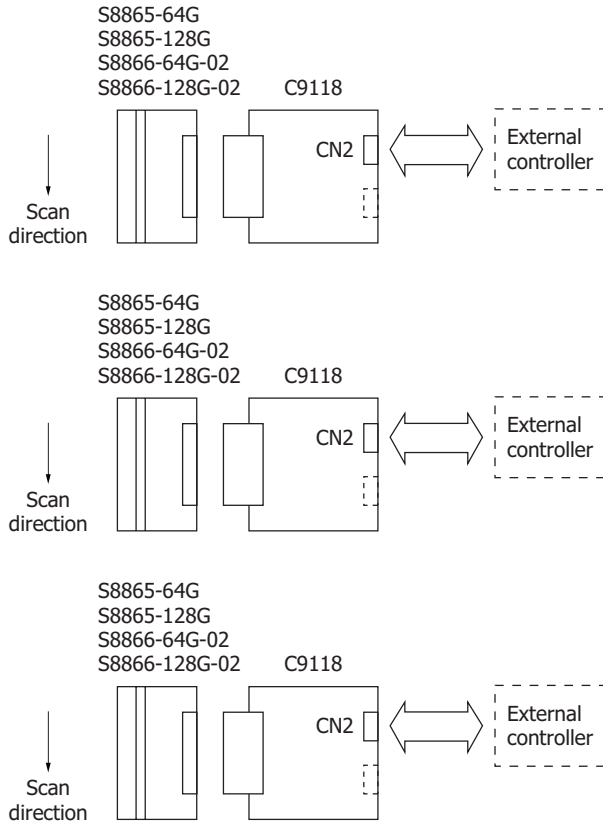 S8865-64G
S8865-128G
S8866-64G-02
S8866-128G-02 C9118
CN2
External
controller
Scan
direction
S8865-64G
S8865-128G
S8866-64G-02
S8866-128G-02 C9118
CN2
External
controller
Scan
direction
S8865-64G
S8865-128G
S8866-64G-02
S8866-128G-02 C9118
CN2
External
controller
Scan
direction